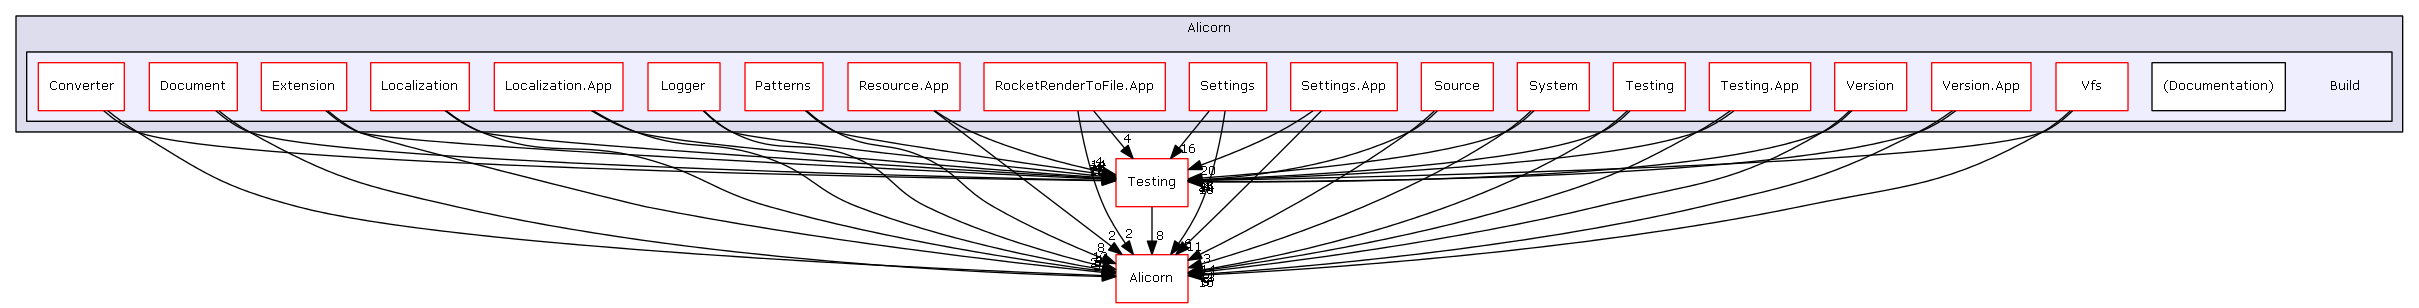 Alicorn
Converter
Document
Extension
Localization
Localization.App
Logger
Patterns
Resource.App
RocketRenderToFile.App
Settings
Settings.App
Source
System
Testing
Testing.App
Version
Version.App
Vfs
(Documentation)
Build
4
16
20
Testing
2
2
8
8
11
Alicorn